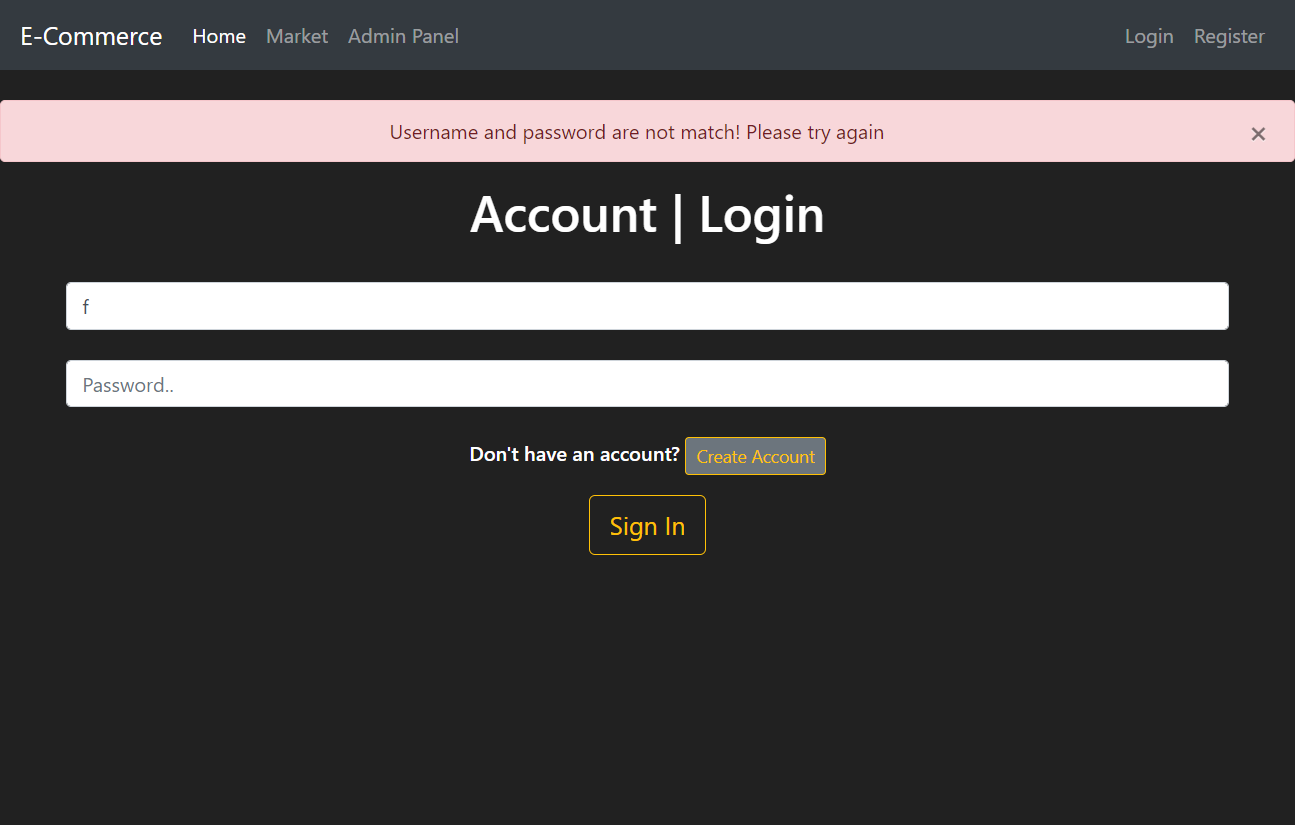 E-Commerce Home Market Admin Panel Login Register
Username and password are not match! Please try again ×
Account | Login
f
Password..
Don't have an account? Create Account
Sign In